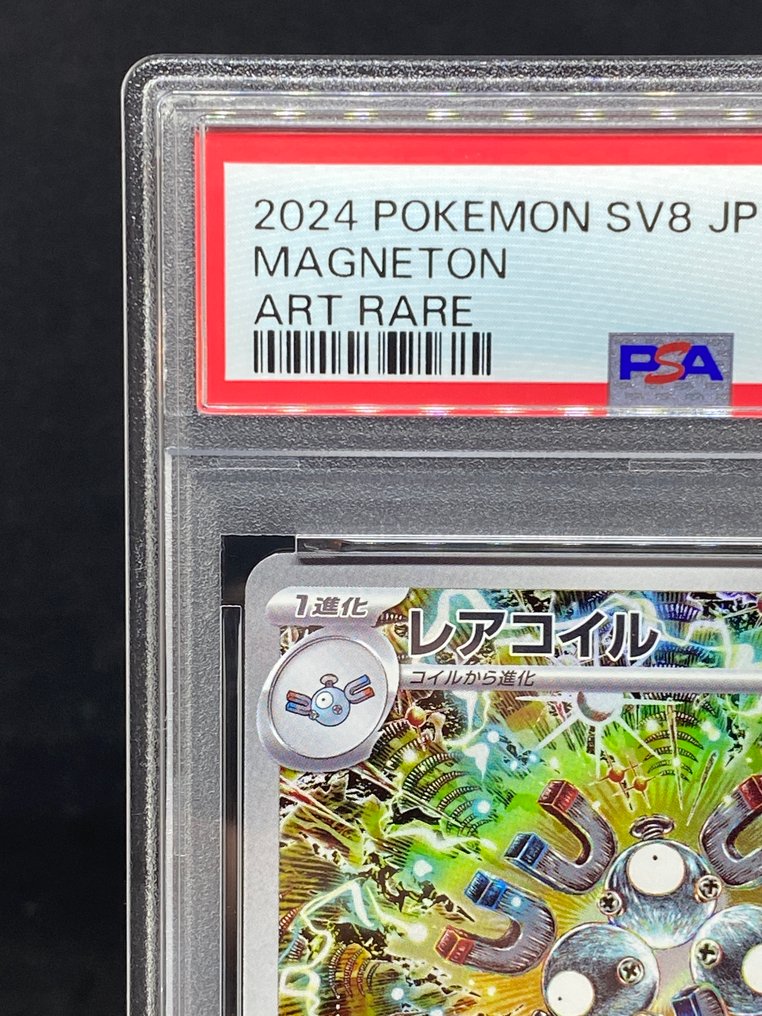 2024 POKEMON SV8 JP
MAGNETON
ART RARE
PSA
1進化
レアコイル
コイルから進化